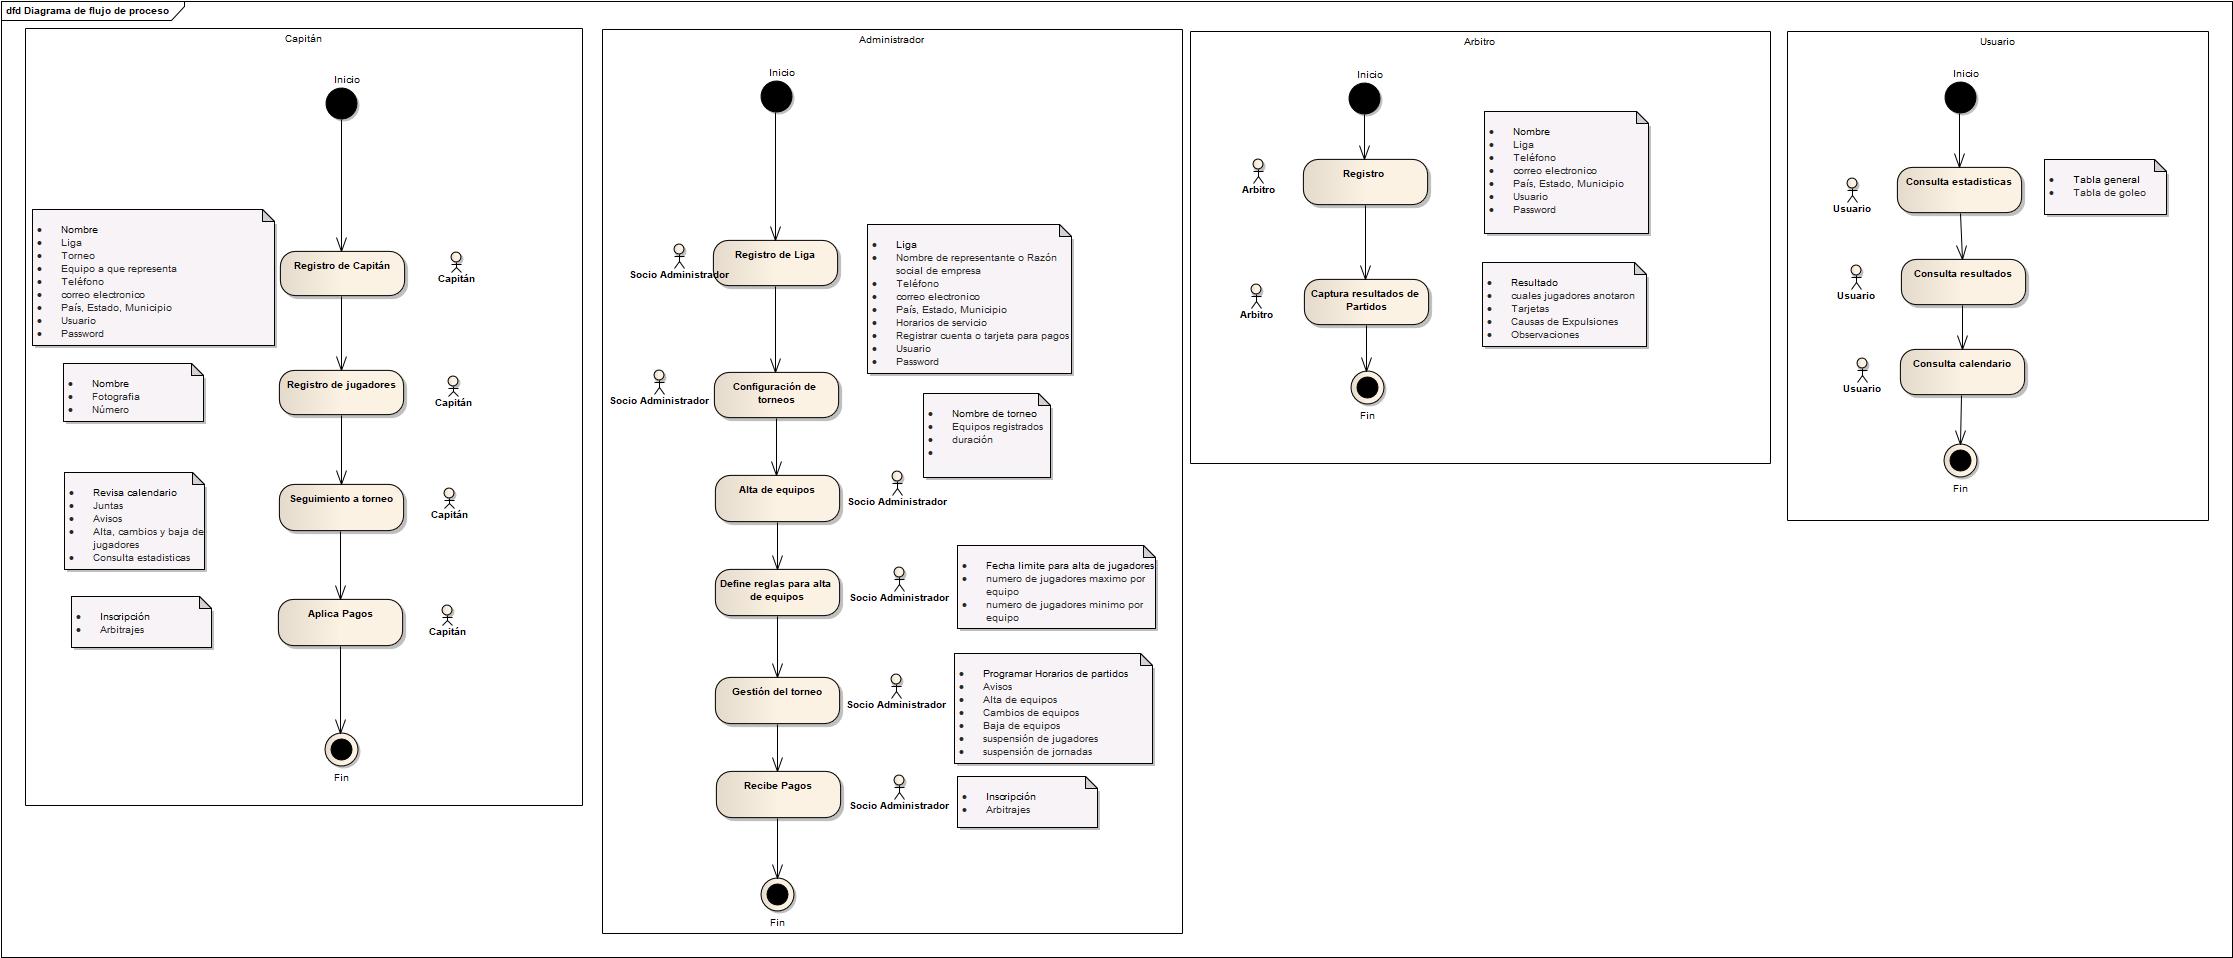 dfd Diagrama de flujo de proceso
Capitán
Inicio
Nombre
Liga
Torneo
Equipo a que representa
Teléfono
correo electronico
País, Estado, Municipio
Usuario
Password
Registro de Capitán
Capitán
Nombre
Fotografia
Número
Registro de jugadores
Capitán
Revisa calendario
Juntas
Avisos
Alta, cambios y baja de
jugadores
Consulta estadisticas
Seguimiento a torneo
Capitán
Inscripción
Arbitrajes
Aplica Pagos
Capitán
Fin
Administrador
Inicio
Socio Administrador
Registro de Liga
Liga
Nombre de representante o Razón
social de empresa
Teléfono
correo electronico
País, Estado, Municipio
Horarios de servicio
Registrar cuenta o tarjeta para pagos
Usuario
Password
Socio Administrador
Configuración de
torneos
Nombre de torneo
Equipos registrados
duración
Alta de equipos
Socio Administrador
Define reglas para alta
de equipos
Socio Administrador
Fecha limite para alta de jugadores
numero de jugadores maximo por
equipo
numero de jugadores minimo por
equipo
Gestión del torneo
Socio Administrador
Programar Horarios de partidos
Avisos
Alta de equipos
Cambios de equipos
Baja de equipos
suspensión de jugadores
suspensión de jornadas
Recibe Pagos
Socio Administrador
Inscripción
Arbitrajes
Fin
Arbitro
Inicio
Arbitro
Registro
Nombre
Liga
Teléfono
correo electronico
País, Estado, Municipio
Usuario
Password
Arbitro
Captura resultados de
Partidos
Resultado
cuales jugadores anotaron
Tarjetas
Causas de Expulsiones
Observaciones
Fin
Usuario
Inicio
Usuario
Consulta estadisticas
Tabla general
Tabla de goleo
Usuario
Consulta resultados
Usuario
Consulta calendario
Fin